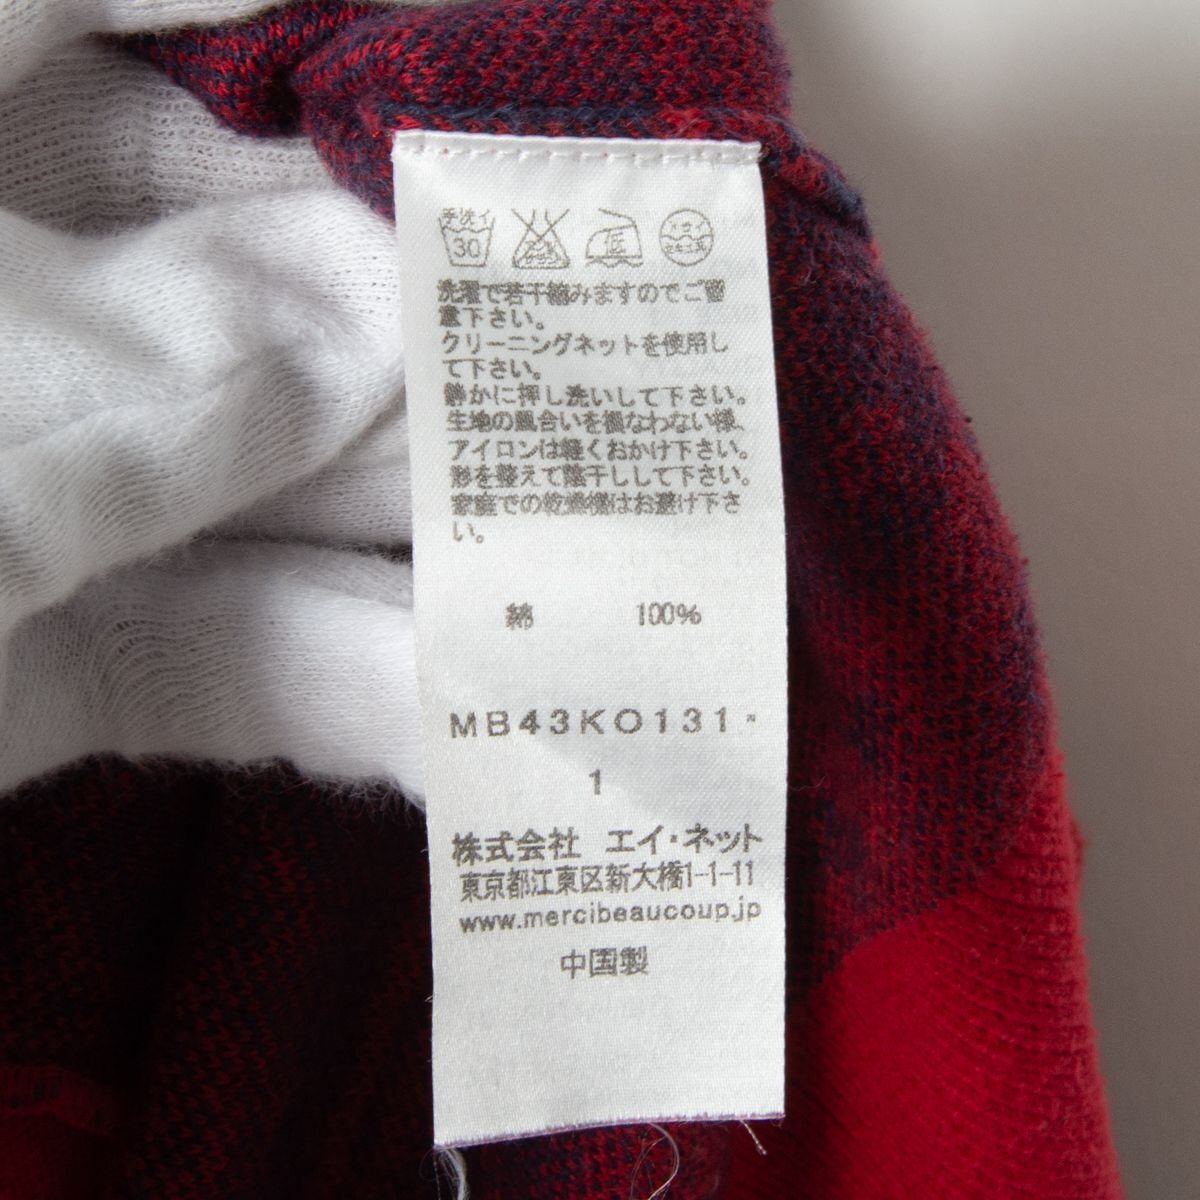 手洗イ
30
低
洗濯で若干縮みますのでご留
意下さい。
クリーニングネットを使用し
て下さい。
静かに押し洗いして下さい。
生地の風合いを損なわない様、
アイロンは軽くおかけ下さい。
形を整えて陰干しして下さい。
家庭での乾燥機はお避け下さ
い。
綿 100%
MB43KO131-
1
株式会社 エイ・ネット
東京都江東区新大橋1-1-11
www.mercibeaucoup.jp
中国製